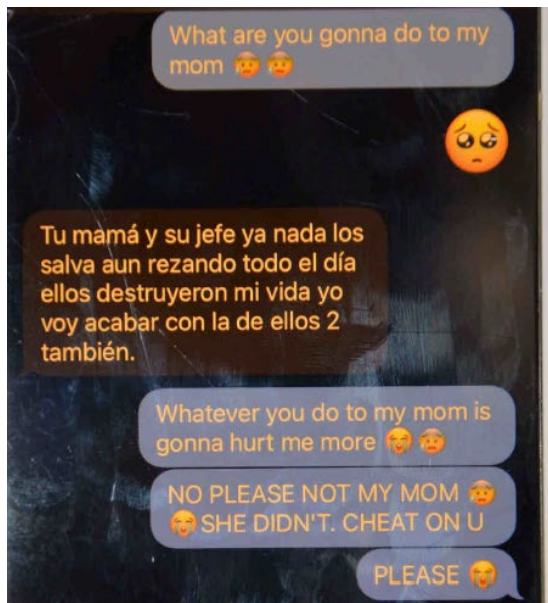 What are you gonna do to my
mom 😰 😰
🥺
Tu mamá y su jefe ya nada los
salva aun rezando todo el día
ellos destruyeron mi vida yo
voy acabar con la de ellos 2
también.
Whatever you do to my mom is
gonna hurt me more 😭 😰
NO PLEASE NOT MY MOM 😰
😭 SHE DIDN'T. CHEAT ON U
PLEASE 😭